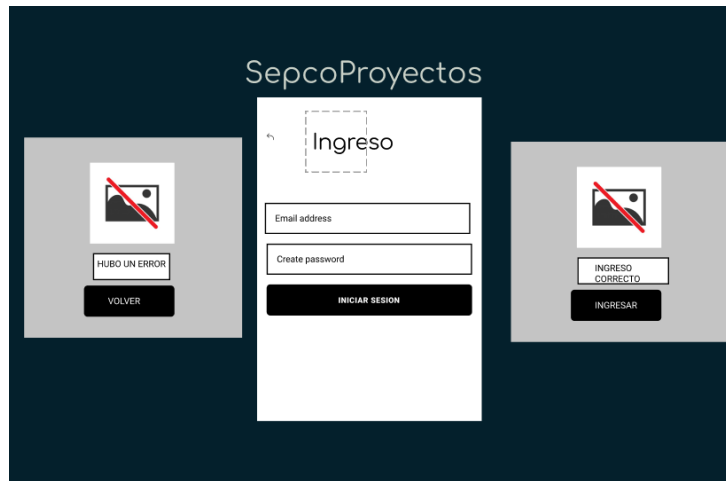 SepcoProyectos
Ingreso
Email address
Create password
INICIAR SESION
HUBO UN ERROR
VOLVER
INGRESO
CORRECTO
INGRESAR